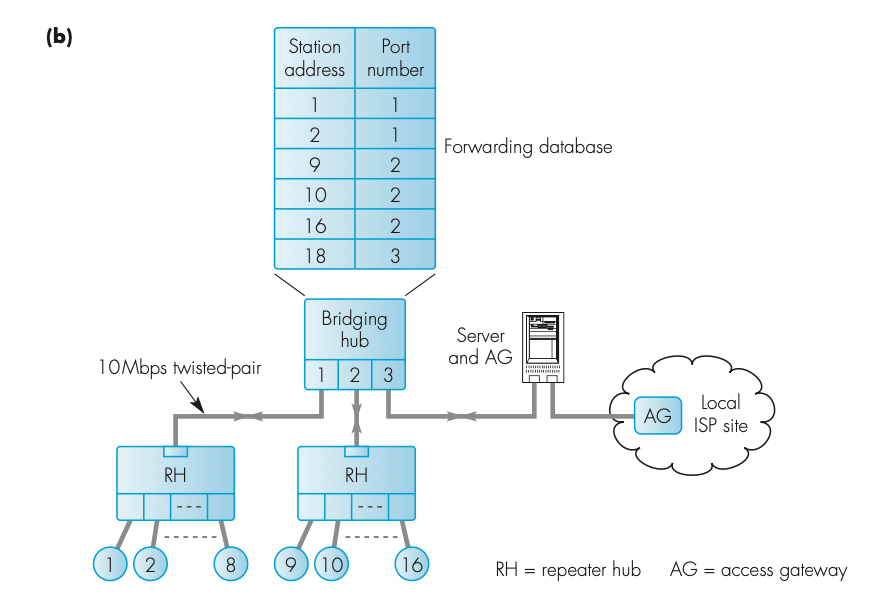 (b)
Station address | Port number
1 | 1
2 | 1
9 | 2
10 | 2
16 | 2
18 | 3
Forwarding database
Bridging
hub
1 2 3
Server
and AG
10Mbps twisted-pair
AG
Local
ISP site
RH
---
RH
---
1 2 8
9 10 16
RH = repeater hub AG = access gateway